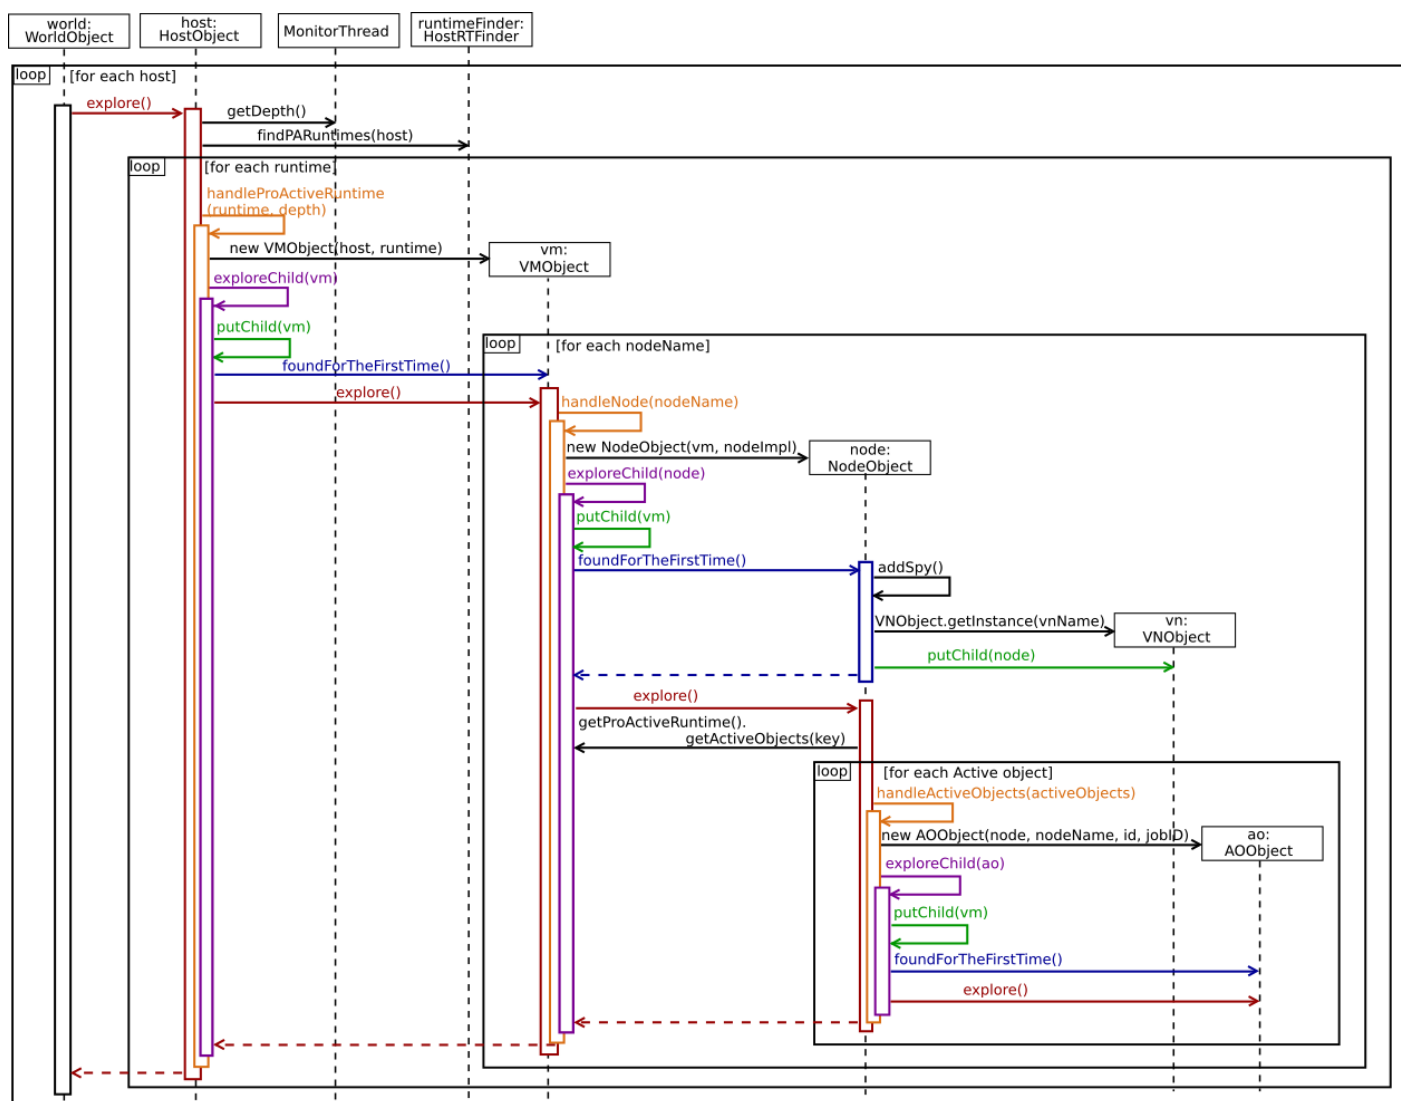 world:
WorldObject
host:
HostObject
MonitorThread
runtimeFinder:
HostRTFinder
loop
[for each host]
explore()
getDepth()
findPARuntimes(host)
loop
[for each runtime]
handleProActiveRuntime
(runtime, depth)
new VMObject(host, runtime)
vm:
VMObject
exploreChild(vm)
putChild(vm)
loop
[for each nodeName]
foundForTheFirstTime()
explore()
handleNode(nodeName)
new NodeObject(vm, nodeImpl)
node:
NodeObject
exploreChild(node)
putChild(vm)
foundForTheFirstTime()
addSpy()
VNObject.getInstance(vnName)
vn:
VNObject
putChild(node)
explore()
getProActiveRuntime().
getActiveObjects(key)
loop
[for each Active object]
handleActiveObjects(activeObjects)
new AOObject(node, nodeName, id, jobID)
ao:
AOObject
exploreChild(ao)
putChild(vm)
foundForTheFirstTime()
explore()